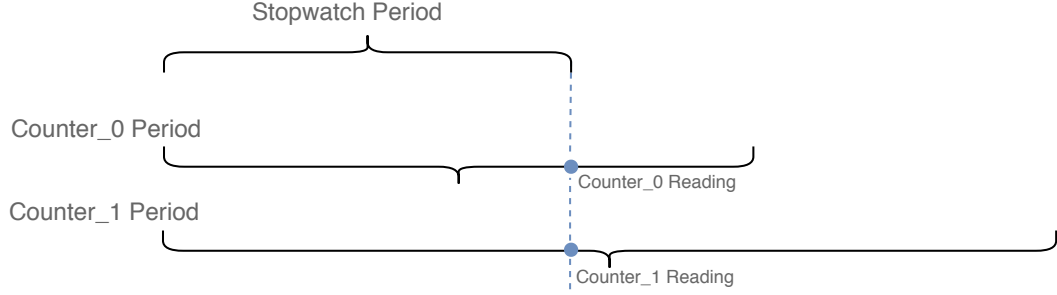 Stopwatch Period
Counter_0 Period
Counter_0 Reading
Counter_1 Period
Counter_1 Reading